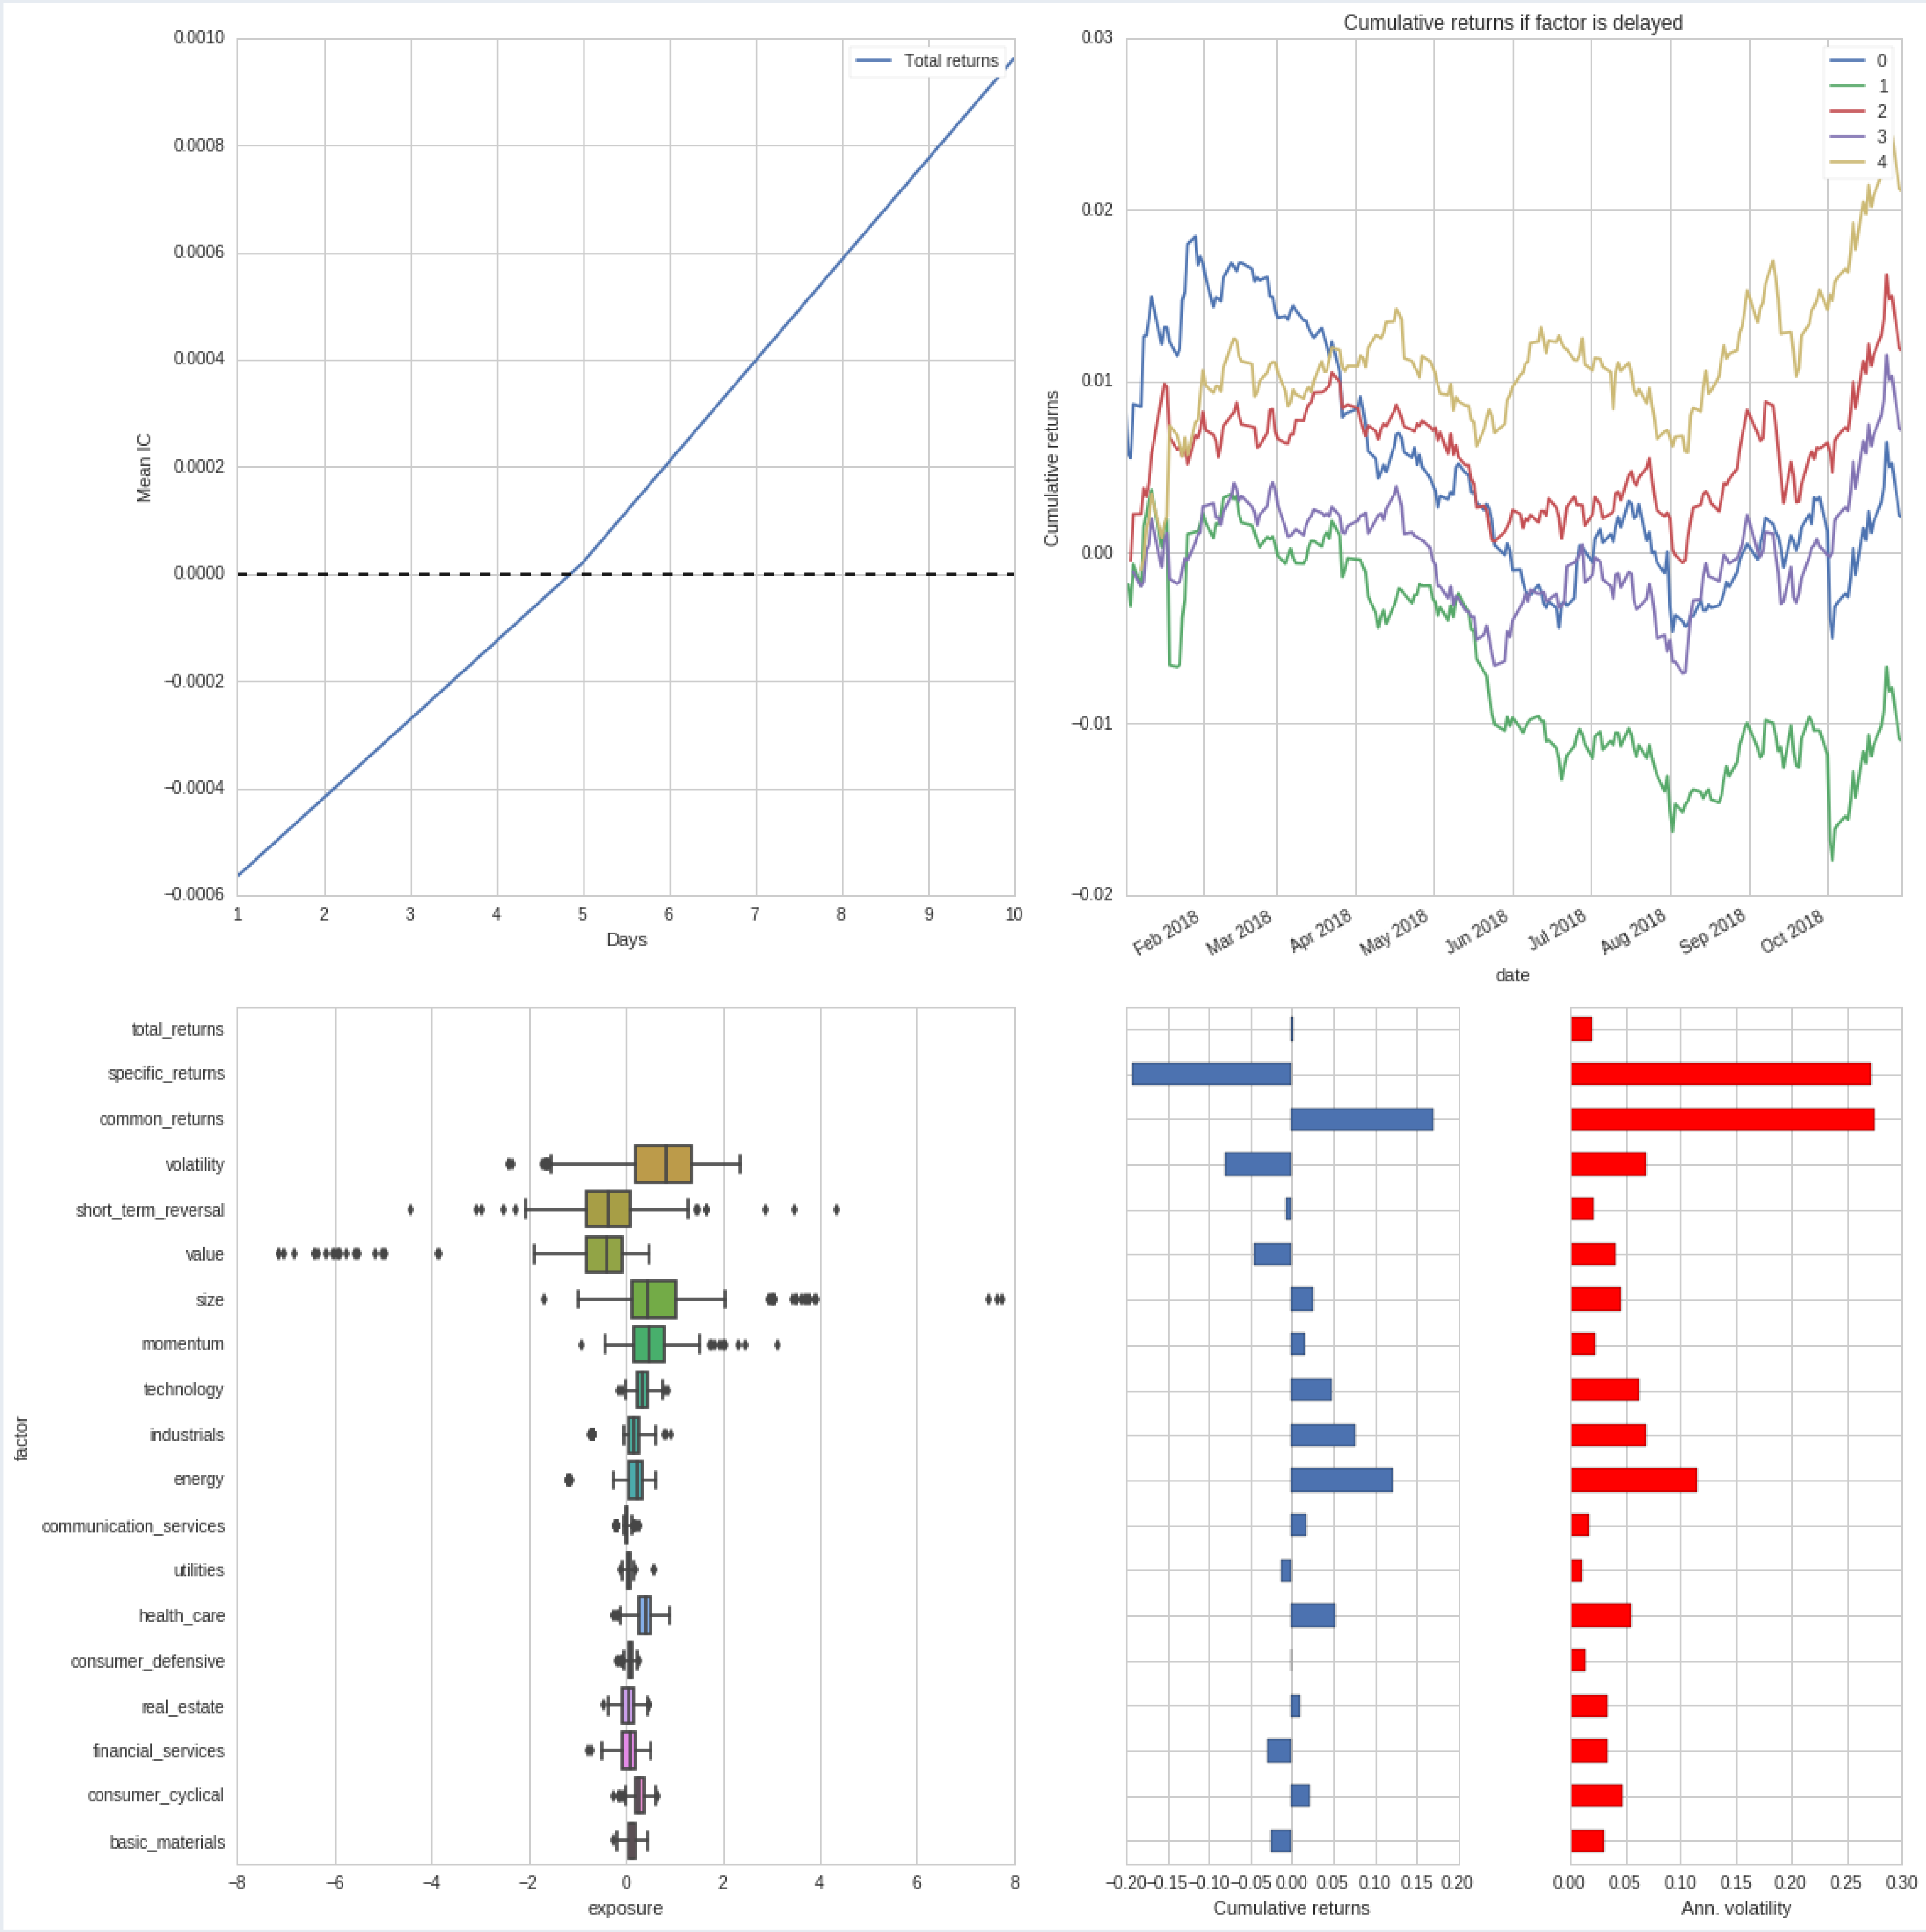 0.0010
0.0008
0.0006
0.0004
0.0002
0.0000
−0.0002
−0.0004
−0.0006
Mean IC
Total returns
1 2 3 4 5 6 7 8 9 10
Days
Cumulative returns if factor is delayed
0.03
0.02
0.01
0.00
−0.01
−0.02
Cumulative returns
0
1
2
3
4
Feb 2018 Mar 2018 Apr 2018 May 2018 Jun 2018 Jul 2018 Aug 2018 Sep 2018 Oct 2018
date
factor
total_returns
specific_returns
common_returns
volatility
short_term_reversal
value
size
momentum
technology
industrials
energy
communication_services
utilities
health_care
consumer_defensive
real_estate
financial_services
consumer_cyclical
basic_materials
−8 −6 −4 −2 0 2 4 6 8
exposure
−0.20 −0.15 −0.10 −0.05 0.00 0.05 0.10 0.15 0.20
Cumulative returns
0.00 0.05 0.10 0.15 0.20 0.25 0.30
Ann. volatility